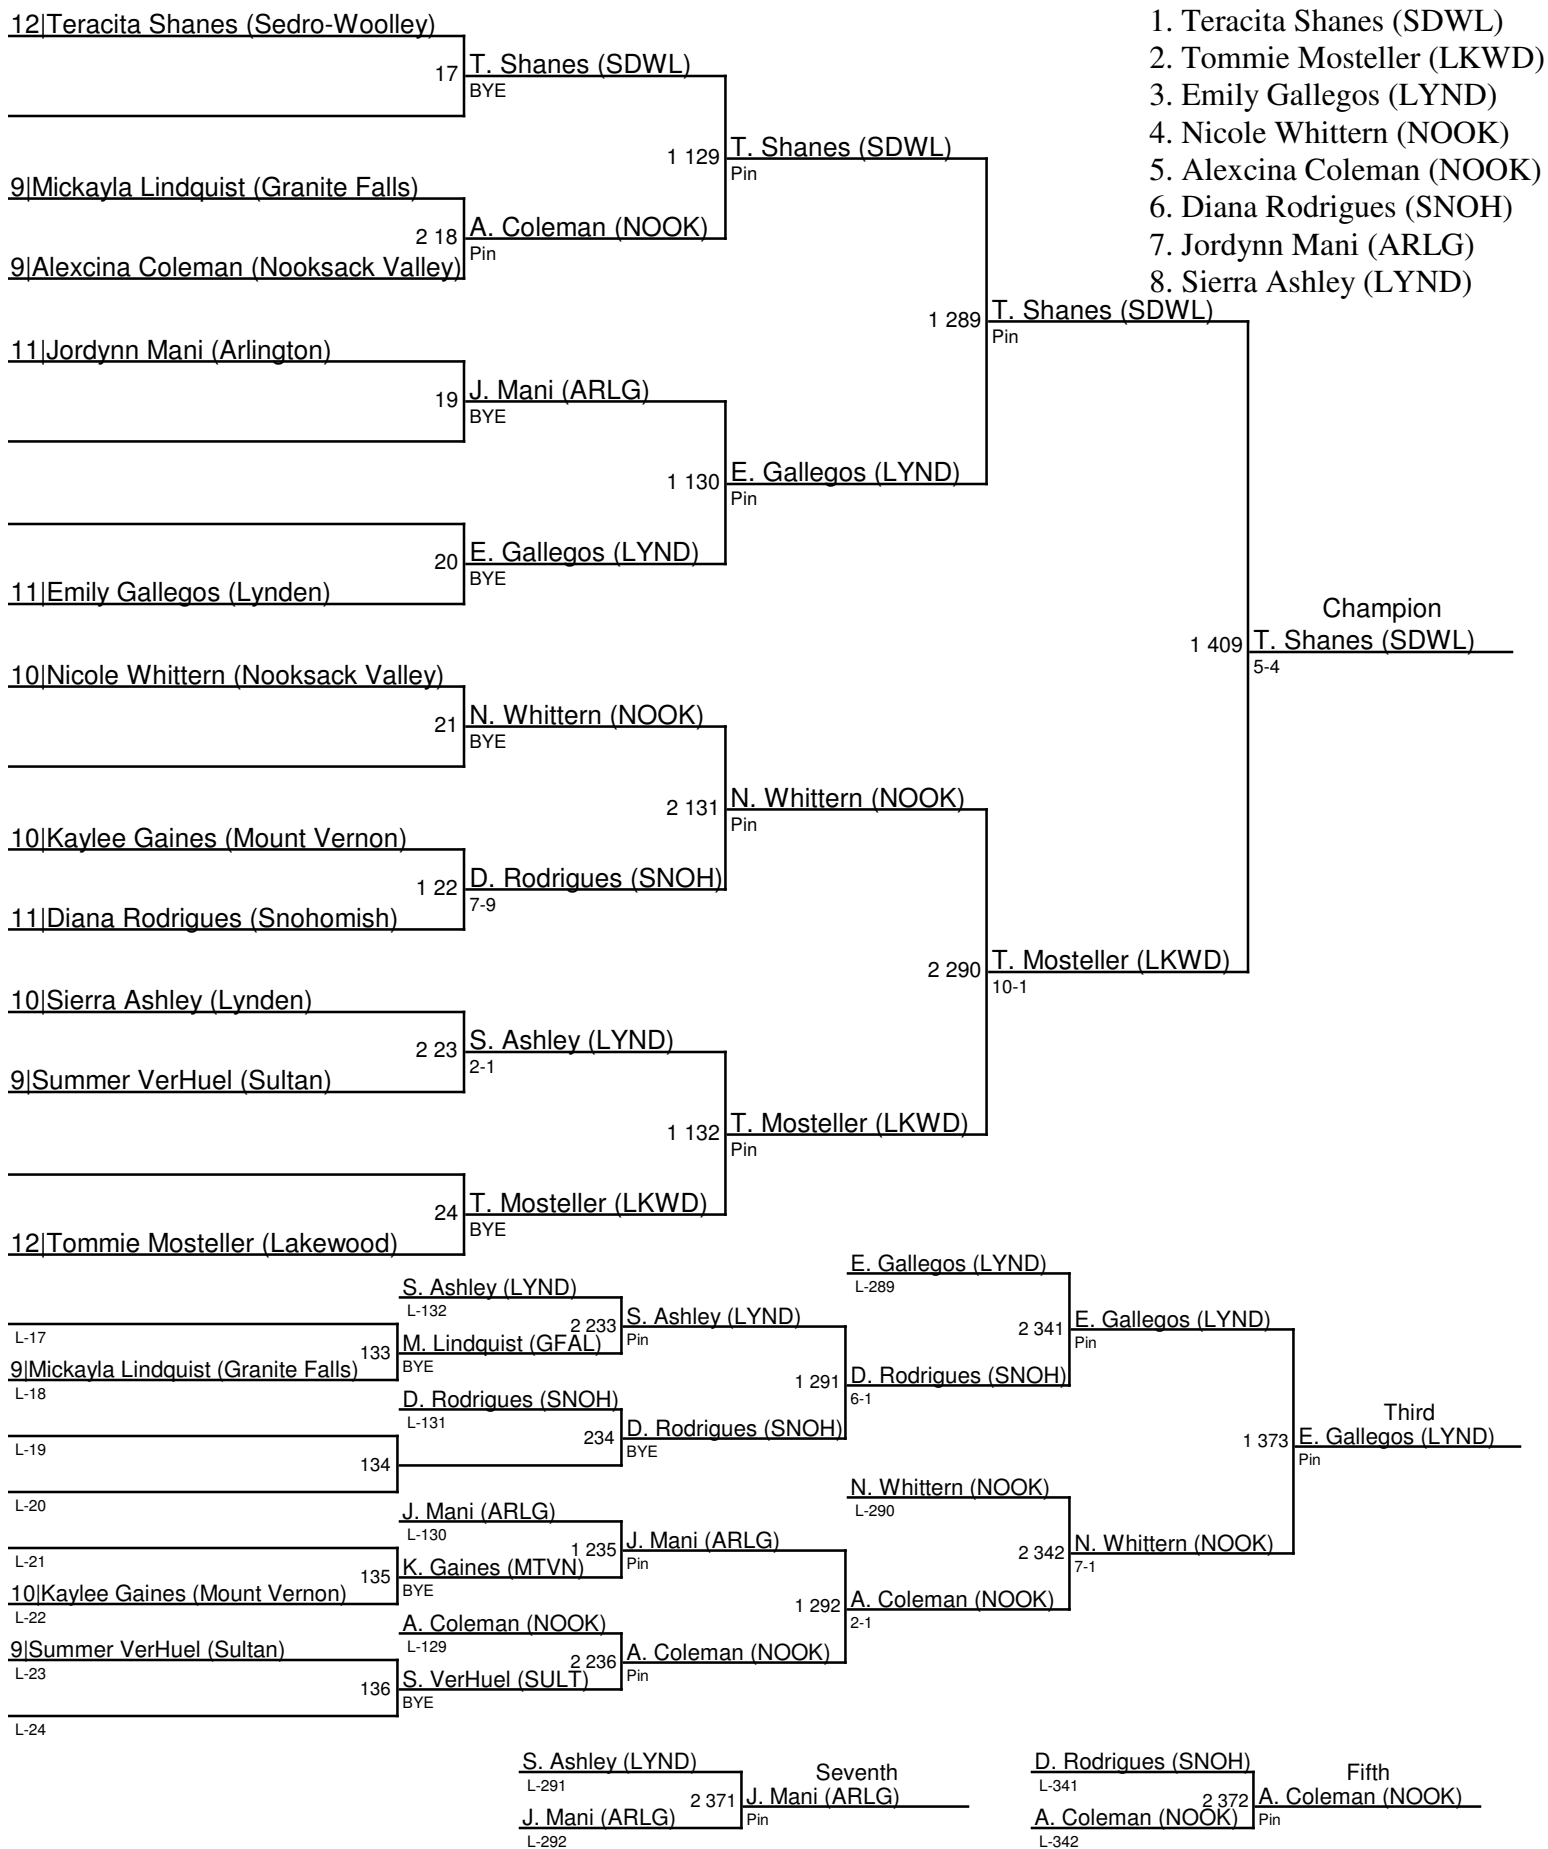 12|Teracita Shanes (Sedro-Woolley)
17
T. Shanes (SDWL)
BYE
1 129
T. Shanes (SDWL)
Pin
9|Mickayla Lindquist (Granite Falls)
2 18
A. Coleman (NOOK)
Pin
9|Alexcina Coleman (Nooksack Valley)
1 289
T. Shanes (SDWL)
Pin
11|Jordynn Mani (Arlington)
19
J. Mani (ARLG)
BYE
1 130
E. Gallegos (LYND)
Pin
20
E. Gallegos (LYND)
BYE
11|Emily Gallegos (Lynden)
1. Teracita Shanes (SDWL)
2. Tommie Mosteller (LKWD)
3. Emily Gallegos (LYND)
4. Nicole Whittern (NOOK)
5. Alexcina Coleman (NOOK)
6. Diana Rodrigues (SNOH)
7. Jordynn Mani (ARLG)
8. Sierra Ashley (LYND)
Champion
1 409
T. Shanes (SDWL)
5-4
10|Nicole Whittern (Nooksack Valley)
21
N. Whittern (NOOK)
BYE
2 131
N. Whittern (NOOK)
Pin
10|Kaylee Gaines (Mount Vernon)
1 22
D. Rodrigues (SNOH)
7-9
11|Diana Rodrigues (Snohomish)
2 290
T. Mosteller (LKWD)
10-1
10|Sierra Ashley (Lynden)
2 23
S. Ashley (LYND)
2-1
9|Summer VerHuel (Sultan)
1 132
T. Mosteller (LKWD)
Pin
24
T. Mosteller (LKWD)
BYE
12|Tommie Mosteller (Lakewood)
S. Ashley (LYND)
L-132
L-17
133
M. Lindquist (GFAL)
BYE
9|Mickayla Lindquist (Granite Falls)
L-18
2 233
S. Ashley (LYND)
Pin
D. Rodrigues (SNOH)
L-131
L-19
134
L-20
234
D. Rodrigues (SNOH)
BYE
1 291
D. Rodrigues (SNOH)
6-1
E. Gallegos (LYND)
L-289
2 341
E. Gallegos (LYND)
Pin
J. Mani (ARLG)
L-130
L-21
135
K. Gaines (MTVN)
BYE
10|Kaylee Gaines (Mount Vernon)
L-22
1 235
J. Mani (ARLG)
Pin
A. Coleman (NOOK)
L-129
9|Summer VerHuel (Sultan)
L-23
136
S. VerHuel (SULT)
BYE
L-24
2 236
A. Coleman (NOOK)
Pin
1 292
A. Coleman (NOOK)
2-1
N. Whittern (NOOK)
L-290
2 342
N. Whittern (NOOK)
7-1
Third
1 373
E. Gallegos (LYND)
Pin
S. Ashley (LYND)
L-291
Seventh
2 371
J. Mani (ARLG)
Pin
J. Mani (ARLG)
L-292
D. Rodrigues (SNOH)
L-341
Fifth
2 372
A. Coleman (NOOK)
Pin
A. Coleman (NOOK)
L-342